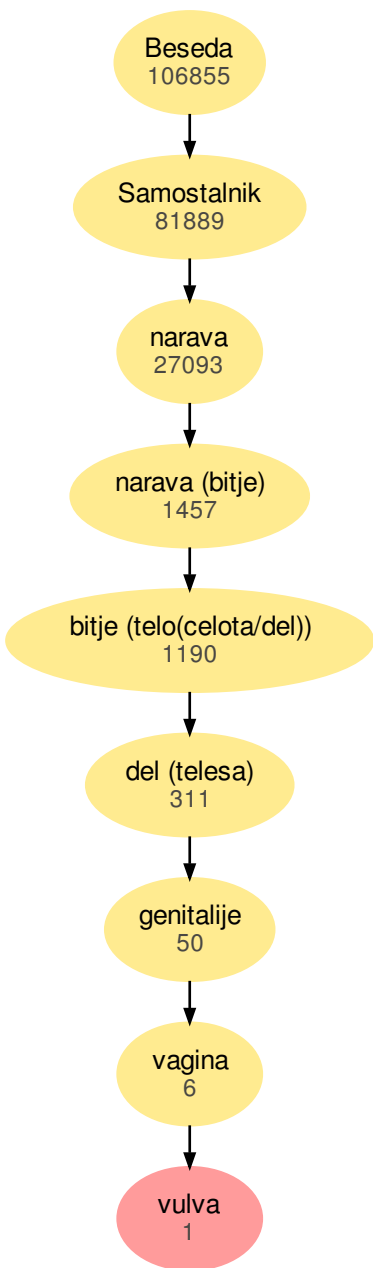 Beseda
106855
Samostalnik
81889
narava
27093
narava (bitje)
1457
bitje (telo(celota/del))
1190
del (telesa)
311
genitalije
50
vagina
6
vulva
1